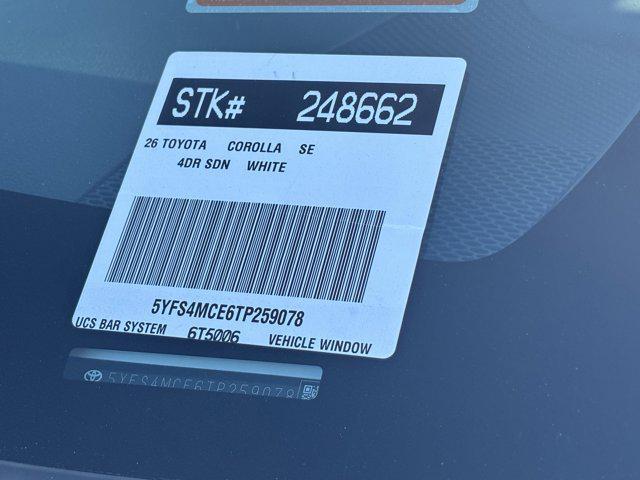 STK# 248662
26 TOYOTA COROLLA SE
4DR SDN WHITE
5YFS4MCE6TP259078
UCS BAR SYSTEM 6T5006 VEHICLE WINDOW
5YFS4MCE6TP259078